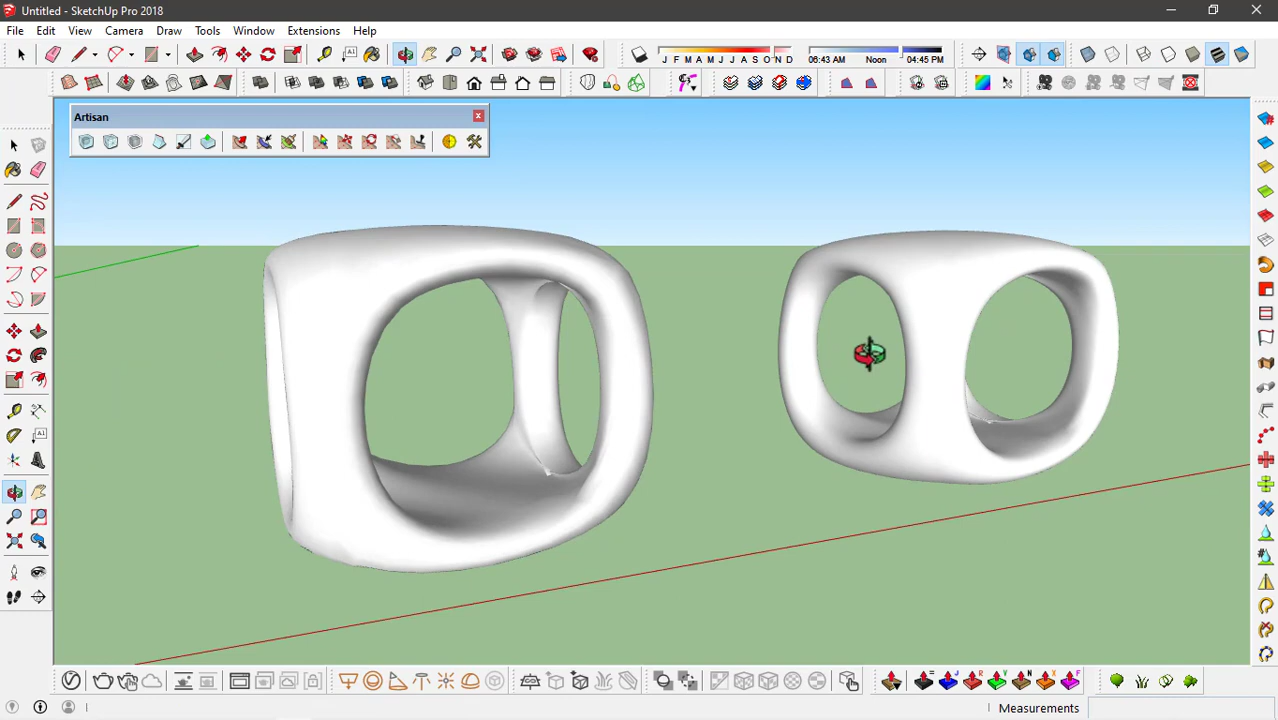 Untitled - SketchUp Pro 2018
File Edit View Camera Draw Tools Window Extensions Help
J F M A M J J A S O N D
06:43 AM Noon 04:45 PM
Artisan
Measurements